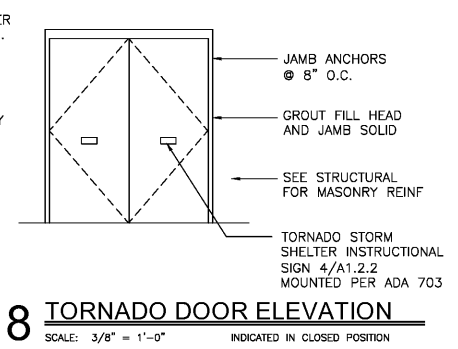 ER
.
Y
JAMB ANCHORS
@ 8" O.C.
GROUT FILL HEAD
AND JAMB SOLID
SEE STRUCTURAL
FOR MASONRY REINF
TORNADO STORM
SHELTER INSTRUCTIONAL
SIGN 4/A1.2.2
MOUNTED PER ADA 703
8 TORNADO DOOR ELEVATION
SCALE: 3/8" = 1'-0" INDICATED IN CLOSED POSITION